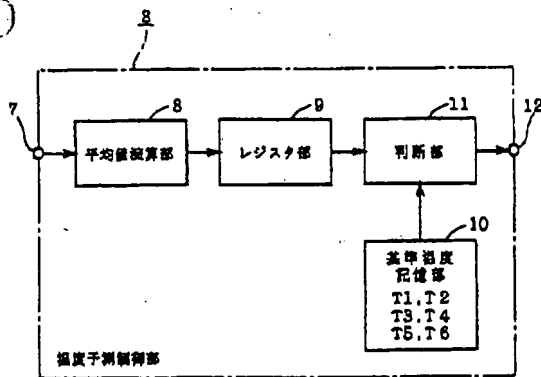 3
8
9
11
7
12
平均値演算部
レジスタ部
判断部
10
基準温度
記憶部
T1,T2
T3,T4
T5,T6
温度予測制御部